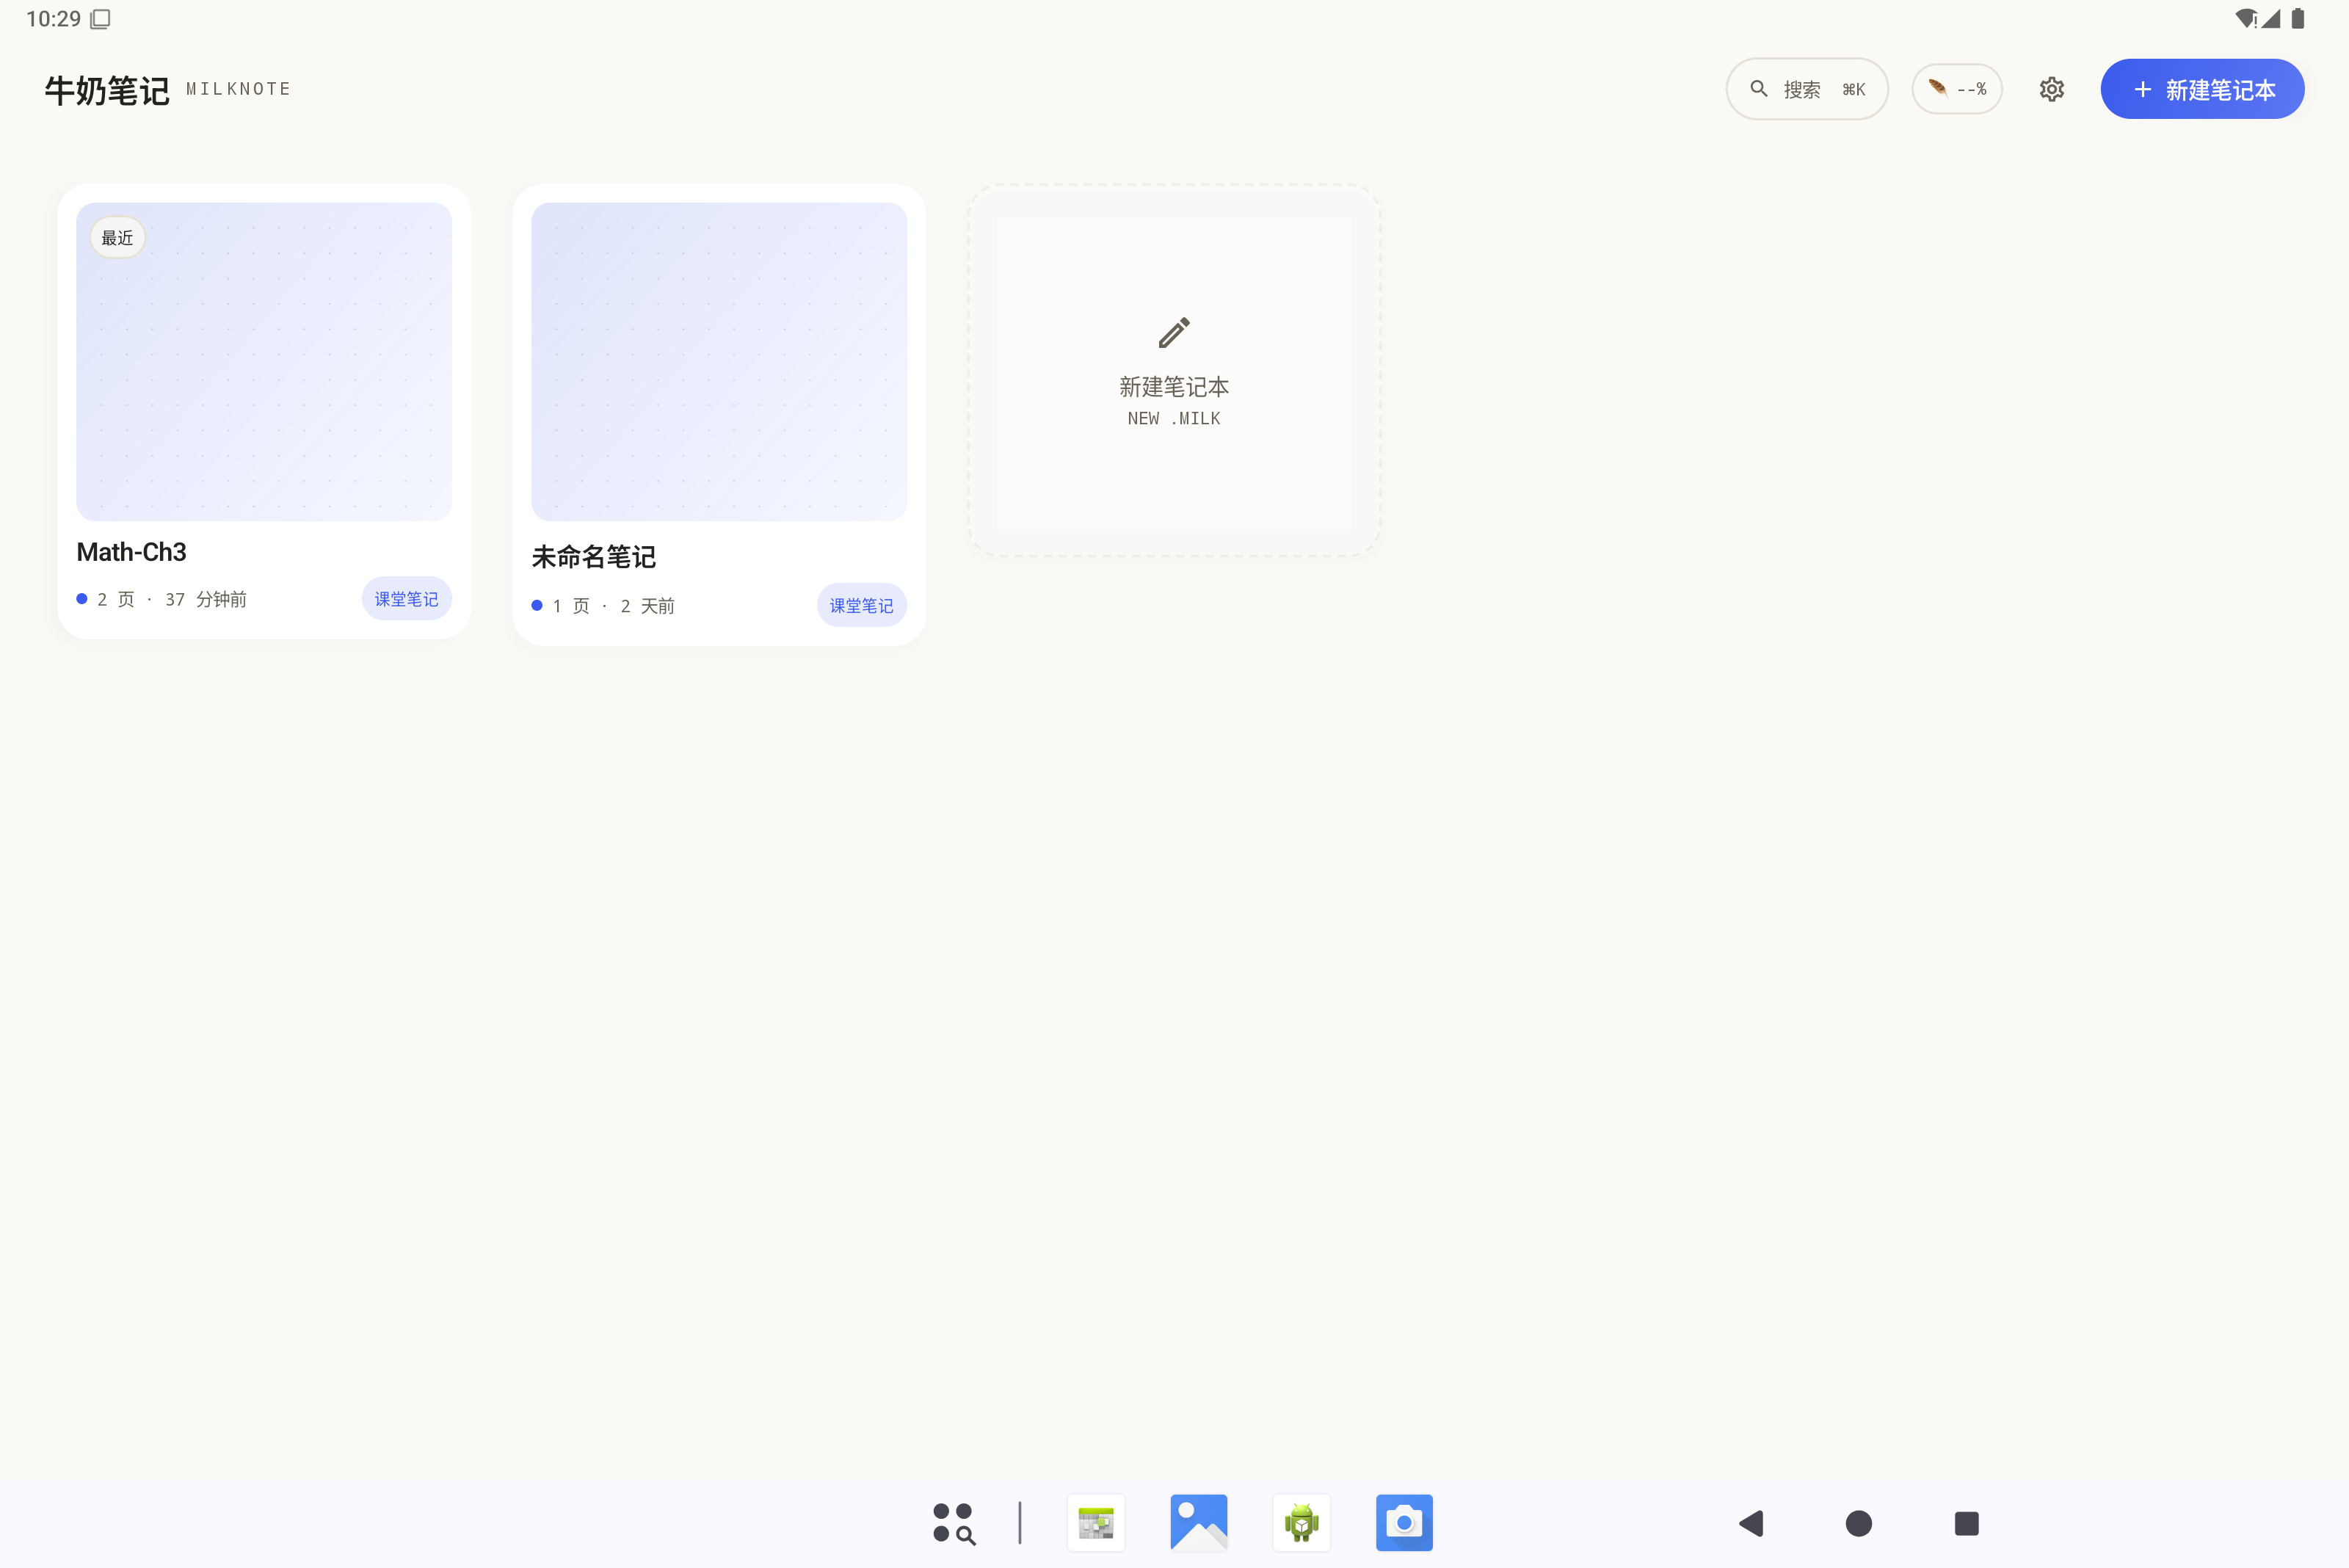 10:29
牛奶笔记 MILKNOTE
搜索 ⌘K
--%
+ 新建笔记本
最近
Math-Ch3
2 页 · 37 分钟前
课堂笔记
未命名笔记
1 页 · 2 天前
课堂笔记
新建笔记本
NEW .MILK